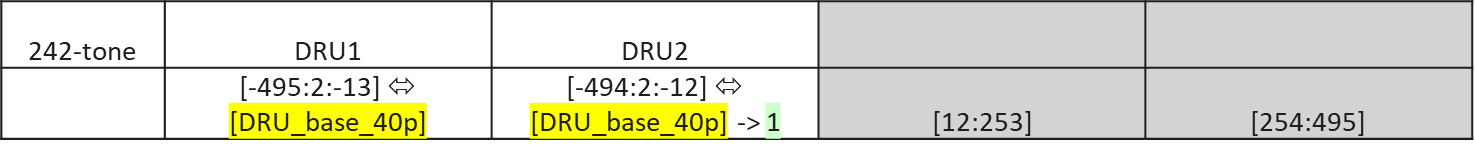 242-tone DRU1 DRU2
[-495:2:-13] ⬄ [-494:2:-12] ⬄
[DRU_base_40p] [DRU_base_40p] -> 1 [12:253] [254:495]